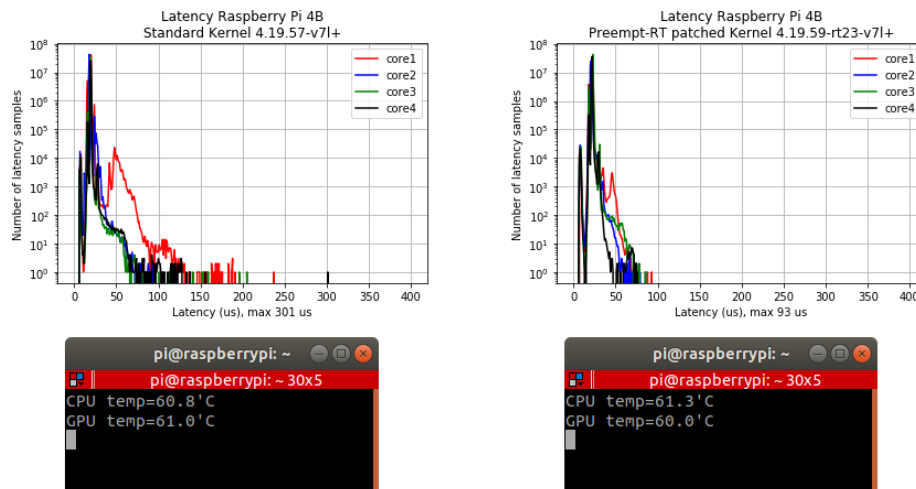 Latency Raspberry Pi 4B
Standard Kernel 4.19.57-v7l+
Number of latency samples
10⁸
10⁷
10⁶
10⁵
10⁴
10³
10²
10¹
10⁰
core1
core2
core3
core4
0 50 100 150 200 250 300 350 400
Latency (us), max 301 us
Latency Raspberry Pi 4B
Preempt-RT patched Kernel 4.19.59-rt23-v7l+
Number of latency samples
10⁸
10⁷
10⁶
10⁵
10⁴
10³
10²
10¹
10⁰
core1
core2
core3
core4
0 50 100 150 200 250 300 350 400
Latency (us), max 93 us
pi@raspberrypi: ~
pi@raspberrypi: ~ 30x5
CPU temp=60.8'C
GPU temp=61.0'C
pi@raspberrypi: ~
pi@raspberrypi: ~ 30x5
CPU temp=61.3'C
GPU temp=60.0'C